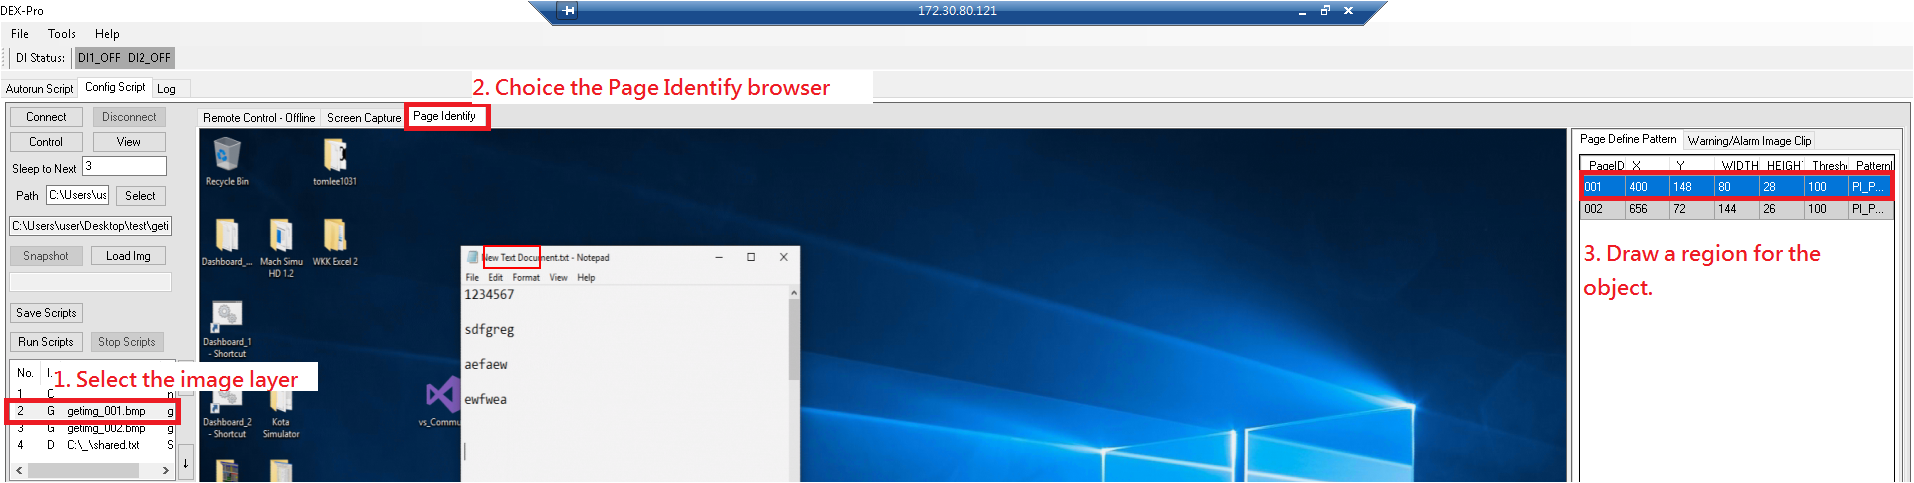 DEX-Pro
172.30.80.121
File Tools Help
DI Status: DI1_OFF DI2_OFF
2. Choice the Page Identify browser
Autorun Script Config Script Log
Connect Disconnect
Remote Control - Offline Screen Capture Page Identify
Control View
Sleep to Next 3
Path C:\Users\us Select
C:\Users\user\Desktop\test\geti
Snapshot Load Img
Save Scripts
Run Scripts Stop Scripts
No. I.
1. Select the image layer
1 C n
2 G getimg_001.bmp g
3 G getimg_002.bmp g
4 D C:\_\shared.txt S
Recycle Bin
tomlee1031
Dashboard_...
Mach Simu
HD 1.2
WKK Excel 2
Dashboard_1
- Shortcut
Dashboard_2
- Shortcut
Kota
Simulator
vs_Commu
New Text Document.txt - Notepad
File Edit Format View Help
1234567
sdfgreg
aefaew
ewfwea
Page Define Pattern Warning/Alarm Image Clip
PageID X Y WIDTH HEIGH Thresh PatternI
001 400 148 80 28 100 PI_P...
002 656 72 144 26 100 PI_P...
3. Draw a region for the
object.